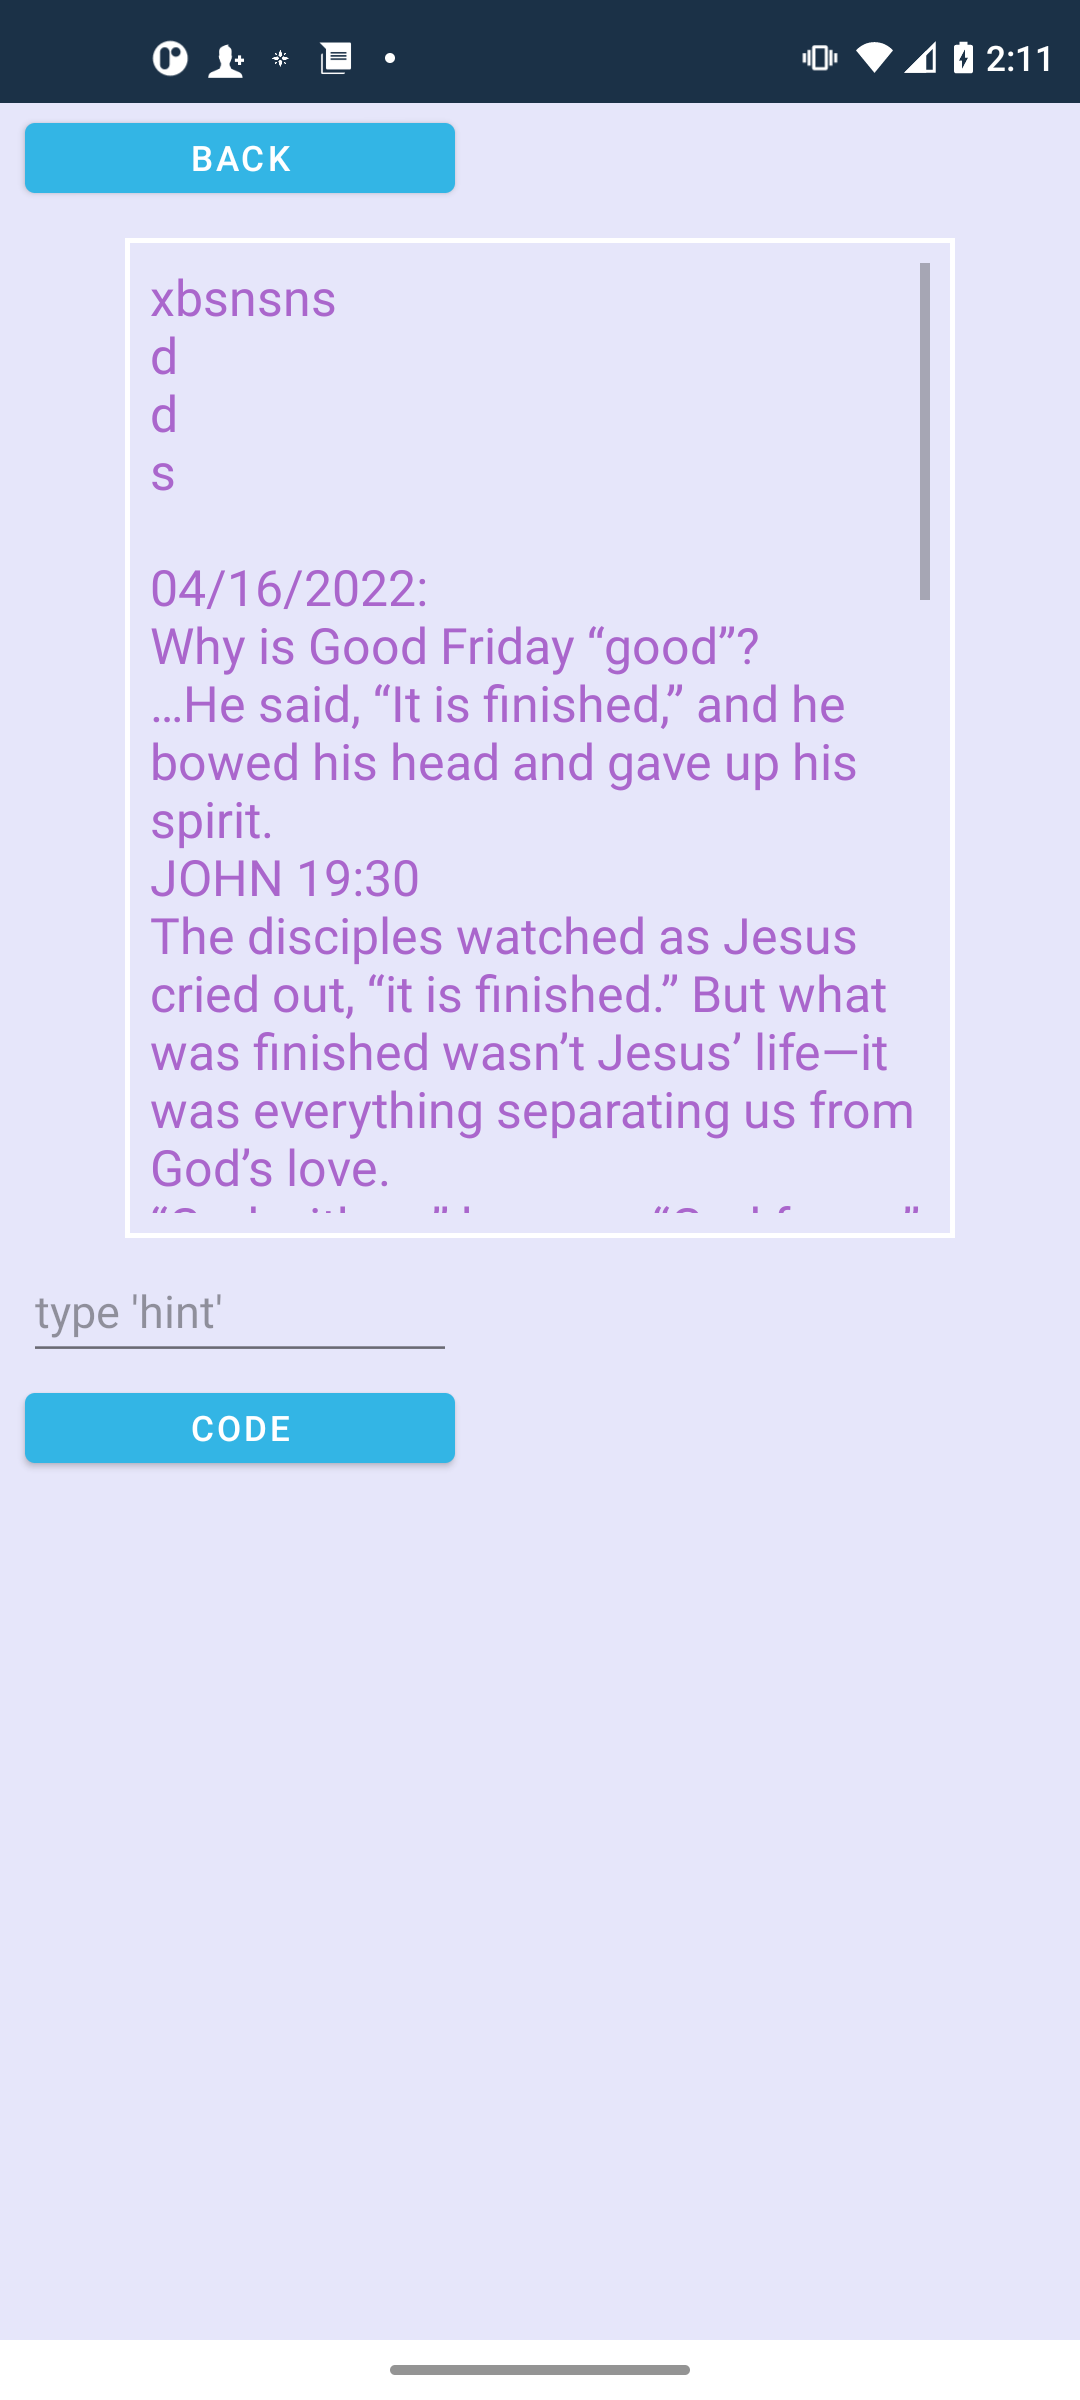 2:11
BACK
xbsnsns
d
d
s
04/16/2022:
Why is Good Friday “good”?
…He said, “It is finished,” and he
bowed his head and gave up his
spirit.
JOHN 19:30
The disciples watched as Jesus
cried out, “it is finished.” But what
was finished wasn’t Jesus’ life—it
was everything separating us from
God’s love.
type 'hint'
CODE